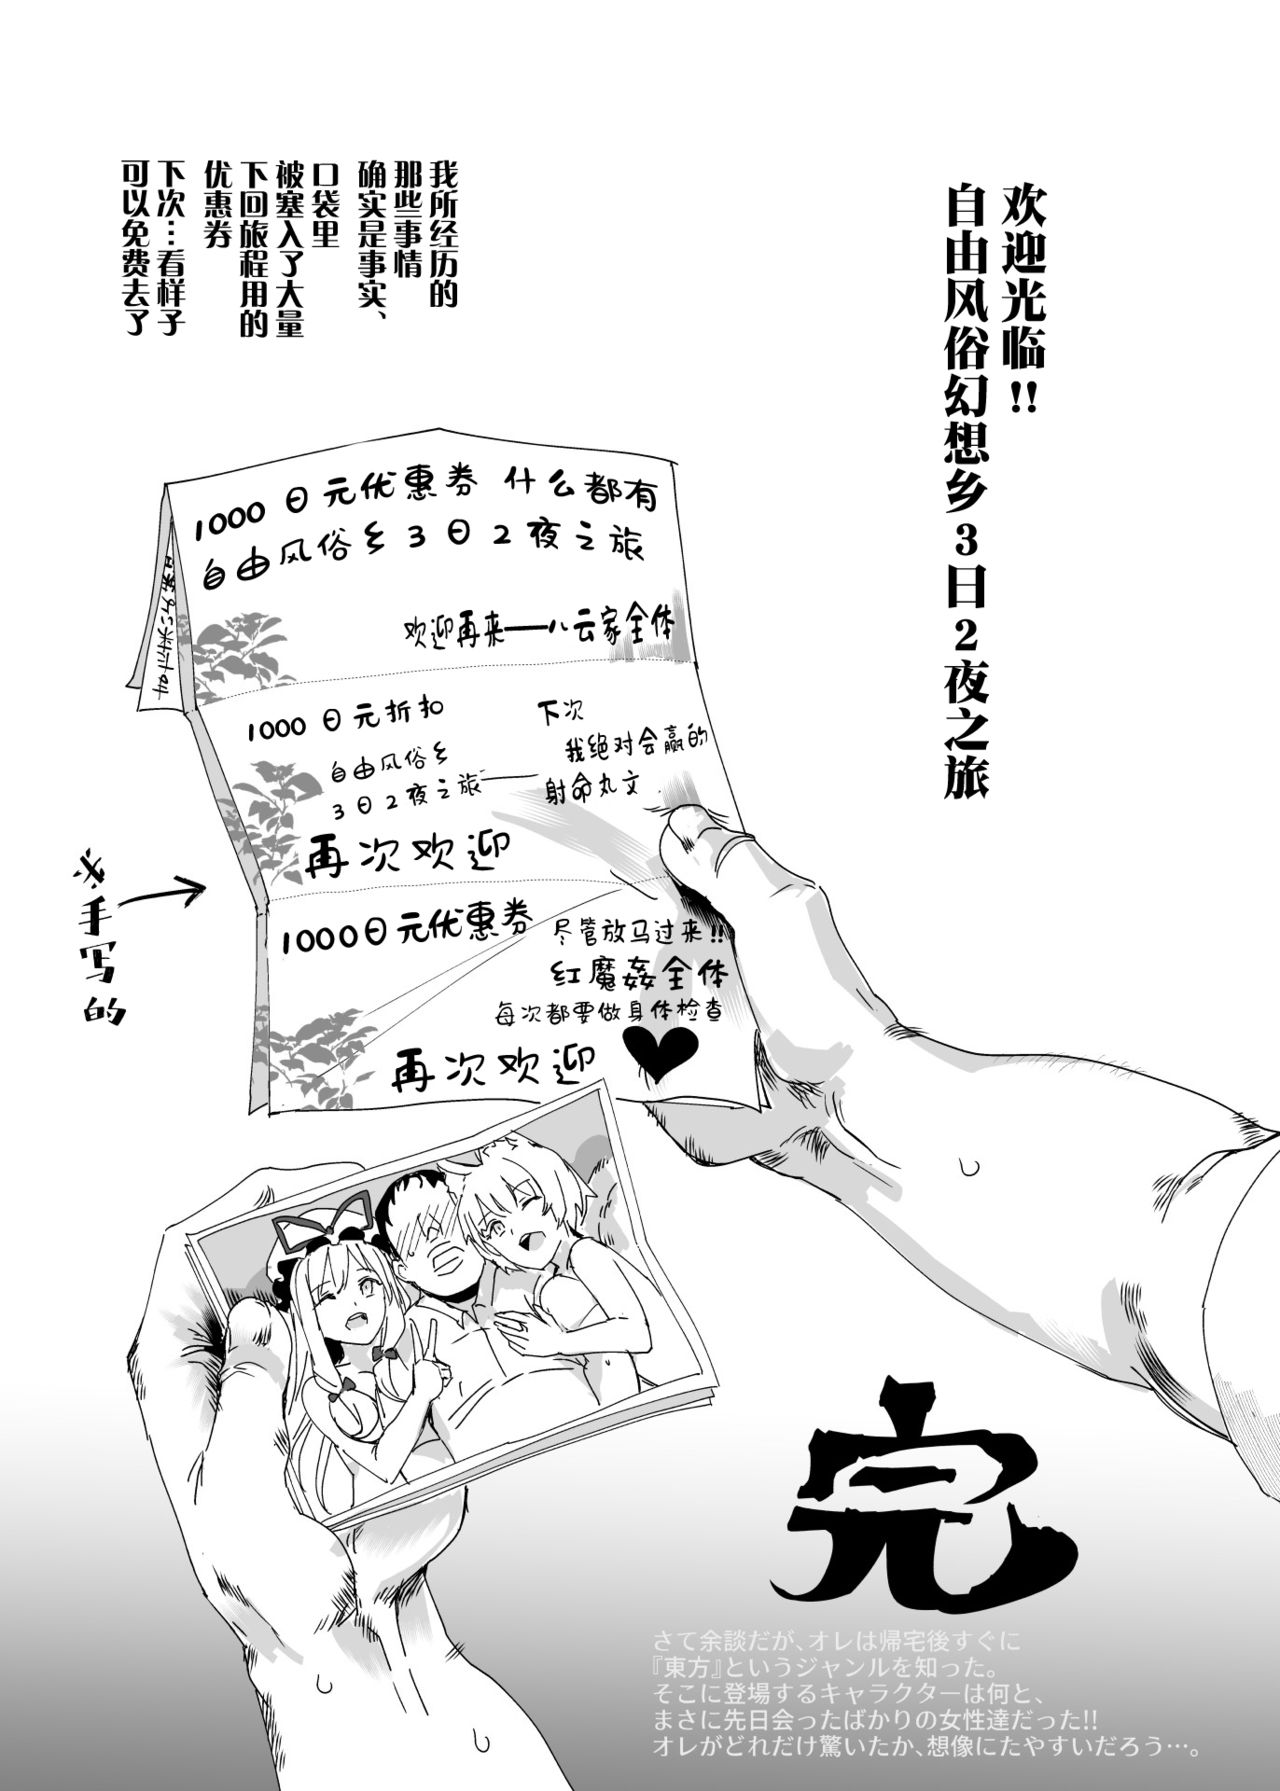 欢迎光临!!
自由风俗幻想乡3日2夜之旅
我所经历的
那些事情
确实是事实、
口袋里
被塞入了大量
下回旅程用的
优惠券
下次…看样子
可以免费去了
1000日元优惠券 什么都有
自由风俗乡3日2夜之旅
欢迎再来──八云家全体
1000日元折扣
自由风俗乡
3日2夜之旅──
下次
我绝对会赢的
射命丸文
再次欢迎
※手写的
1000日元优惠券
尽管放马过来!!
红魔姦全体
每次都要做身体检查
再次欢迎
完
さて余談だが、オレは帰宅後すぐに
『東方』というジャンルを知った。
そこに登場するキャラクターは何と、
まさに先日会ったばかりの女性達だった!!
オレがどれだけ驚いたか、想像にたやすいだろう…。